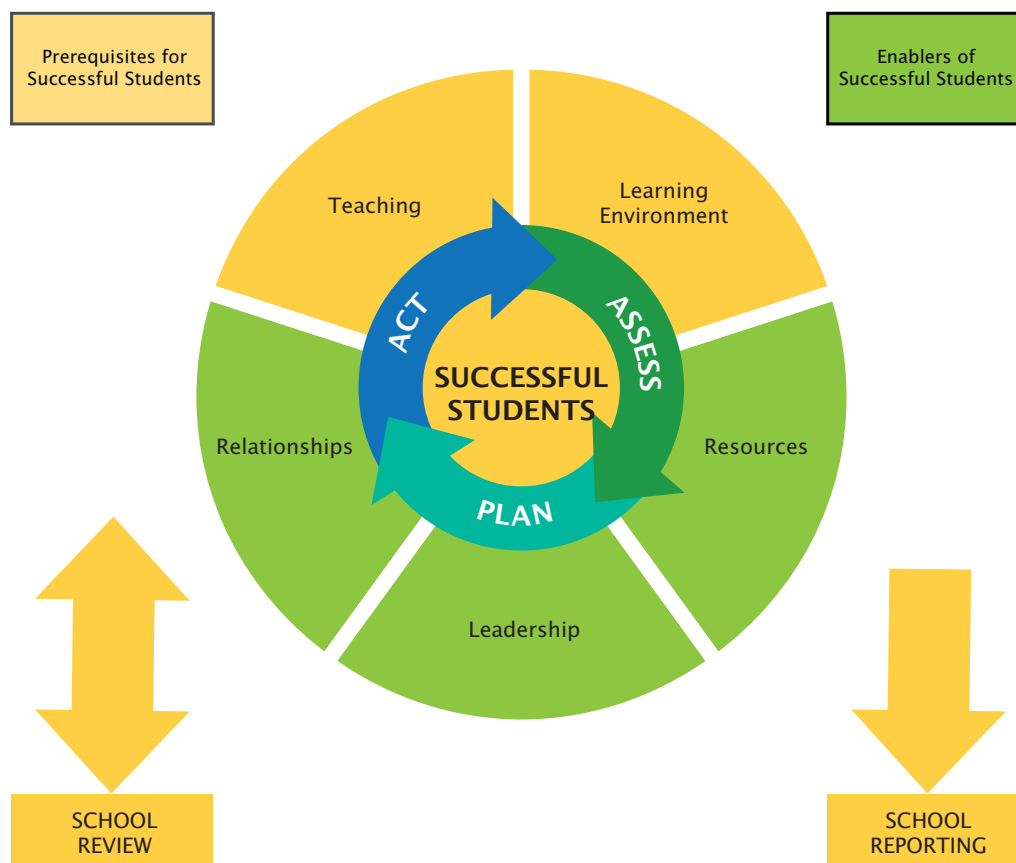 Prerequisites for
Successful Students
Enablers of
Successful Students
Teaching
Learning
Environment
ACT
ASSESS
SUCCESSFUL
STUDENTS
Relationships
Resources
PLAN
Leadership
SCHOOL
REVIEW
SCHOOL
REPORTING